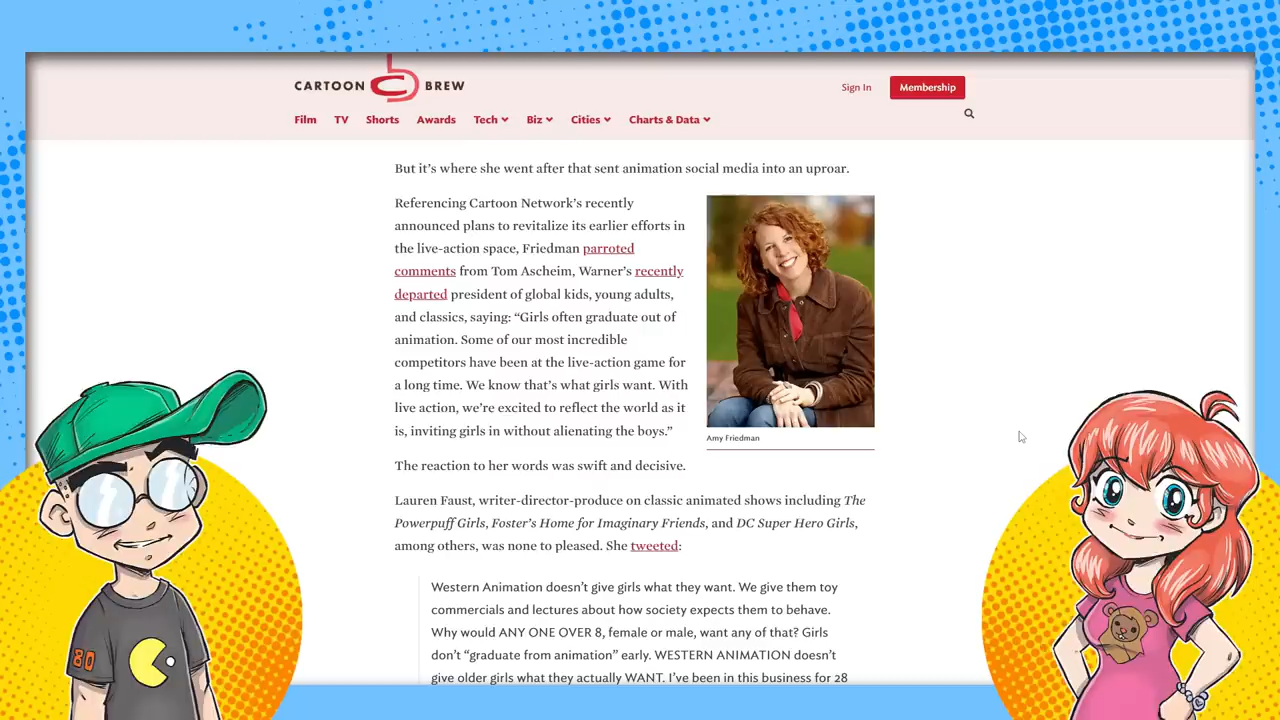 CARTOON BREW
Sign In
Membership
Film TV Shorts Awards Tech Biz Cities Charts & Data
But it's where she went after that sent animation social media into an uproar.
Referencing Cartoon Network's recently
announced plans to revitalize its earlier efforts in
the live-action space, Friedman parroted
comments from Tom Ascheim, Warner's recently
departed president of global kids, young adults,
and classics, saying: “Girls often graduate out of
animation. Some of our most incredible
competitors have been at the live-action game for
a long time. We know that's what girls want. With
live action, we're excited to reflect the world as it
is, inviting girls in without alienating the boys.”
Amy Friedman
The reaction to her words was swift and decisive.
Lauren Faust, writer-director-produce on classic animated shows including The
Powerpuff Girls, Foster's Home for Imaginary Friends, and DC Super Hero Girls,
among others, was none to pleased. She tweeted:
Western Animation doesn't give girls what they want. We give them toy
commercials and lectures about how society expects them to behave.
Why would ANY ONE OVER 8, female or male, want any of that? Girls
don't “graduate from animation” early. WESTERN ANIMATION doesn't
give older girls what they actually WANT. I've been in this business for 28
80